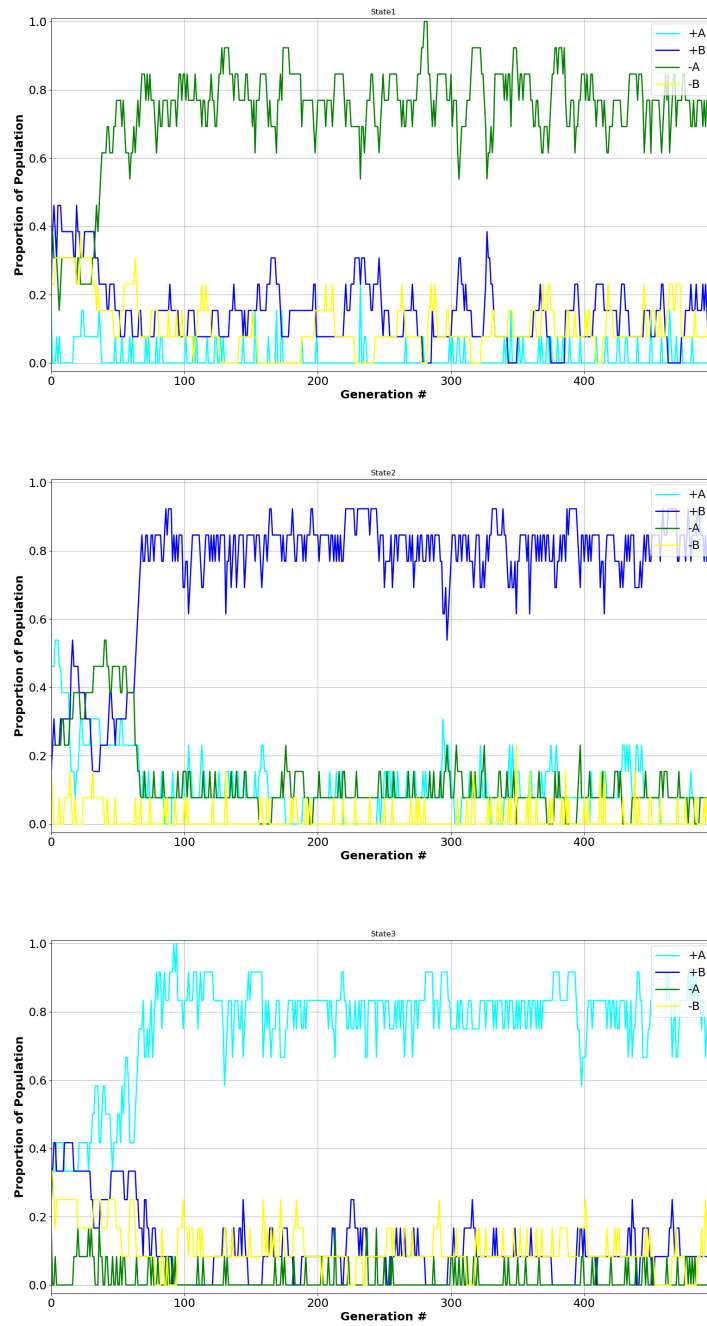 State1
1.0
0.8
0.6
0.4
0.2
0.0
Proportion of Population
+A
+B
-A
-B
0
100
200
300
400
Generation #
State2
1.0
0.8
0.6
0.4
0.2
0.0
Proportion of Population
+A
+B
-A
-B
0
100
200
300
400
Generation #
State3
1.0
0.8
0.6
0.4
0.2
0.0
Proportion of Population
+A
+B
-A
-B
0
100
200
300
400
Generation #